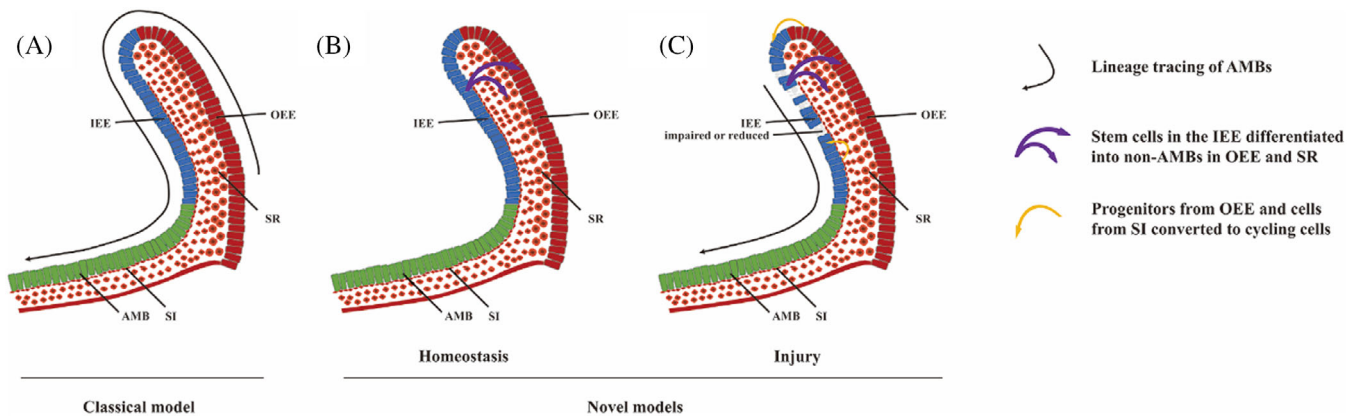 (A)
IEE
OEE
SR
AMB
SI
Classical model
(B)
IEE
OEE
SR
AMB
SI
Homeostasis
(C)
IEE
impaired or reduced
OEE
SR
AMB
SI
Injury
Novel models
Lineage tracing of AMBs
Stem cells in the IEE differentiated
into non-AMBs in OEE and SR
Progenitors from OEE and cells
from SI converted to cycling cells